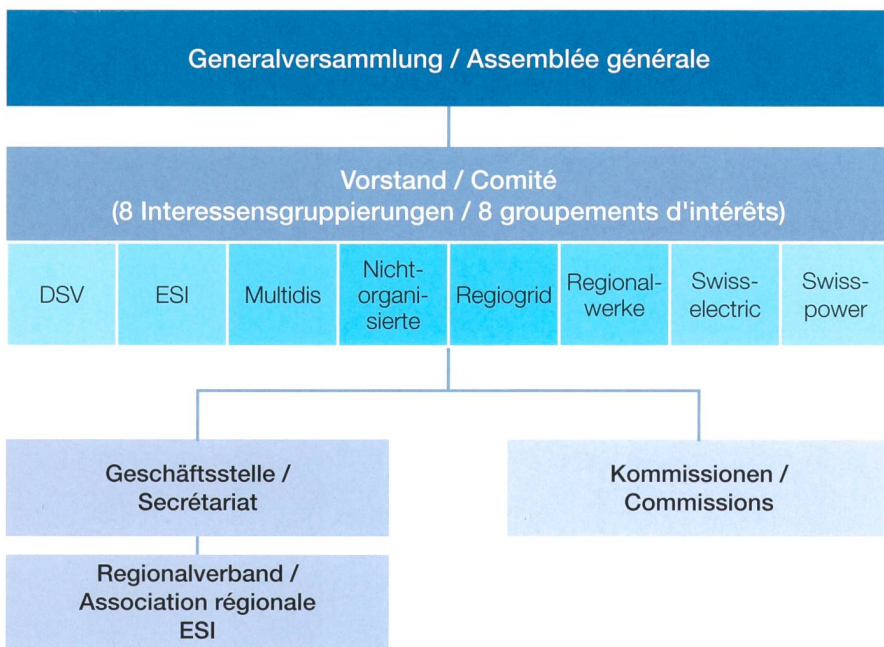 Generalversammlung / Assemblée générale
Vorstand / Comité
(8 Interessensgruppierungen / 8 groupements d'intérêts)
DSV
ESI
Multidis
Nicht-
organi-
sierte
Regiogrid
Regional-
werke
Swiss-
electric
Swiss-
power
Geschäftsstelle /
Secrétariat
Kommissionen /
Commissions
Regionalverband /
Association régionale
ESI